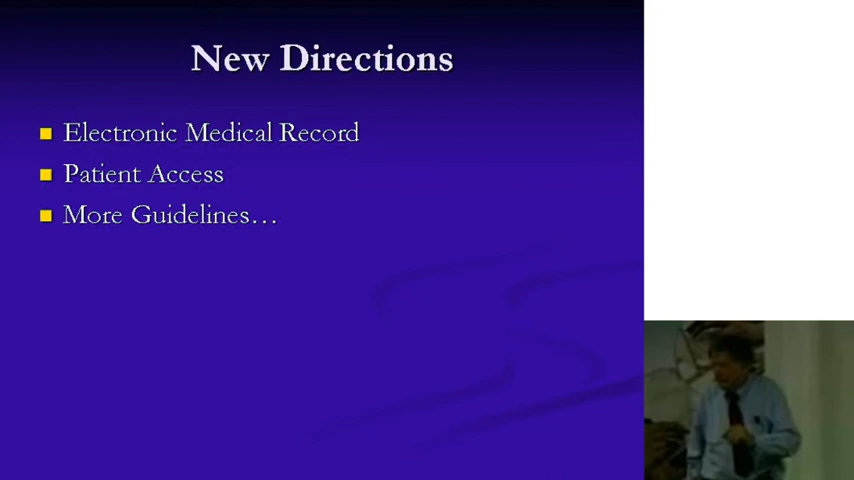 New Directions
Electronic Medical Record
Patient Access
More Guidelines…